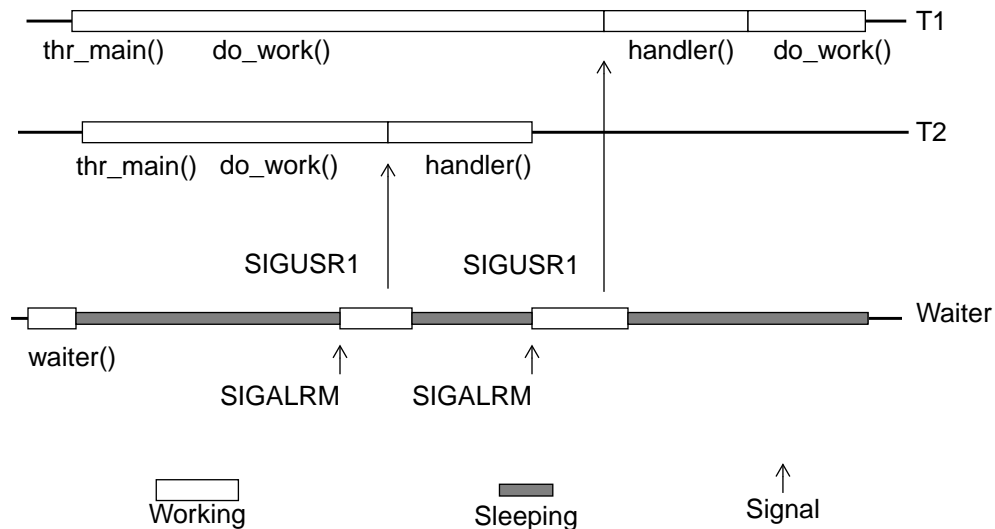 T1
thr_main() do_work() handler() do_work()
T2
thr_main() do_work() handler()
SIGUSR1 SIGUSR1
Waiter
waiter()
SIGALRM SIGALRM
Working Sleeping Signal